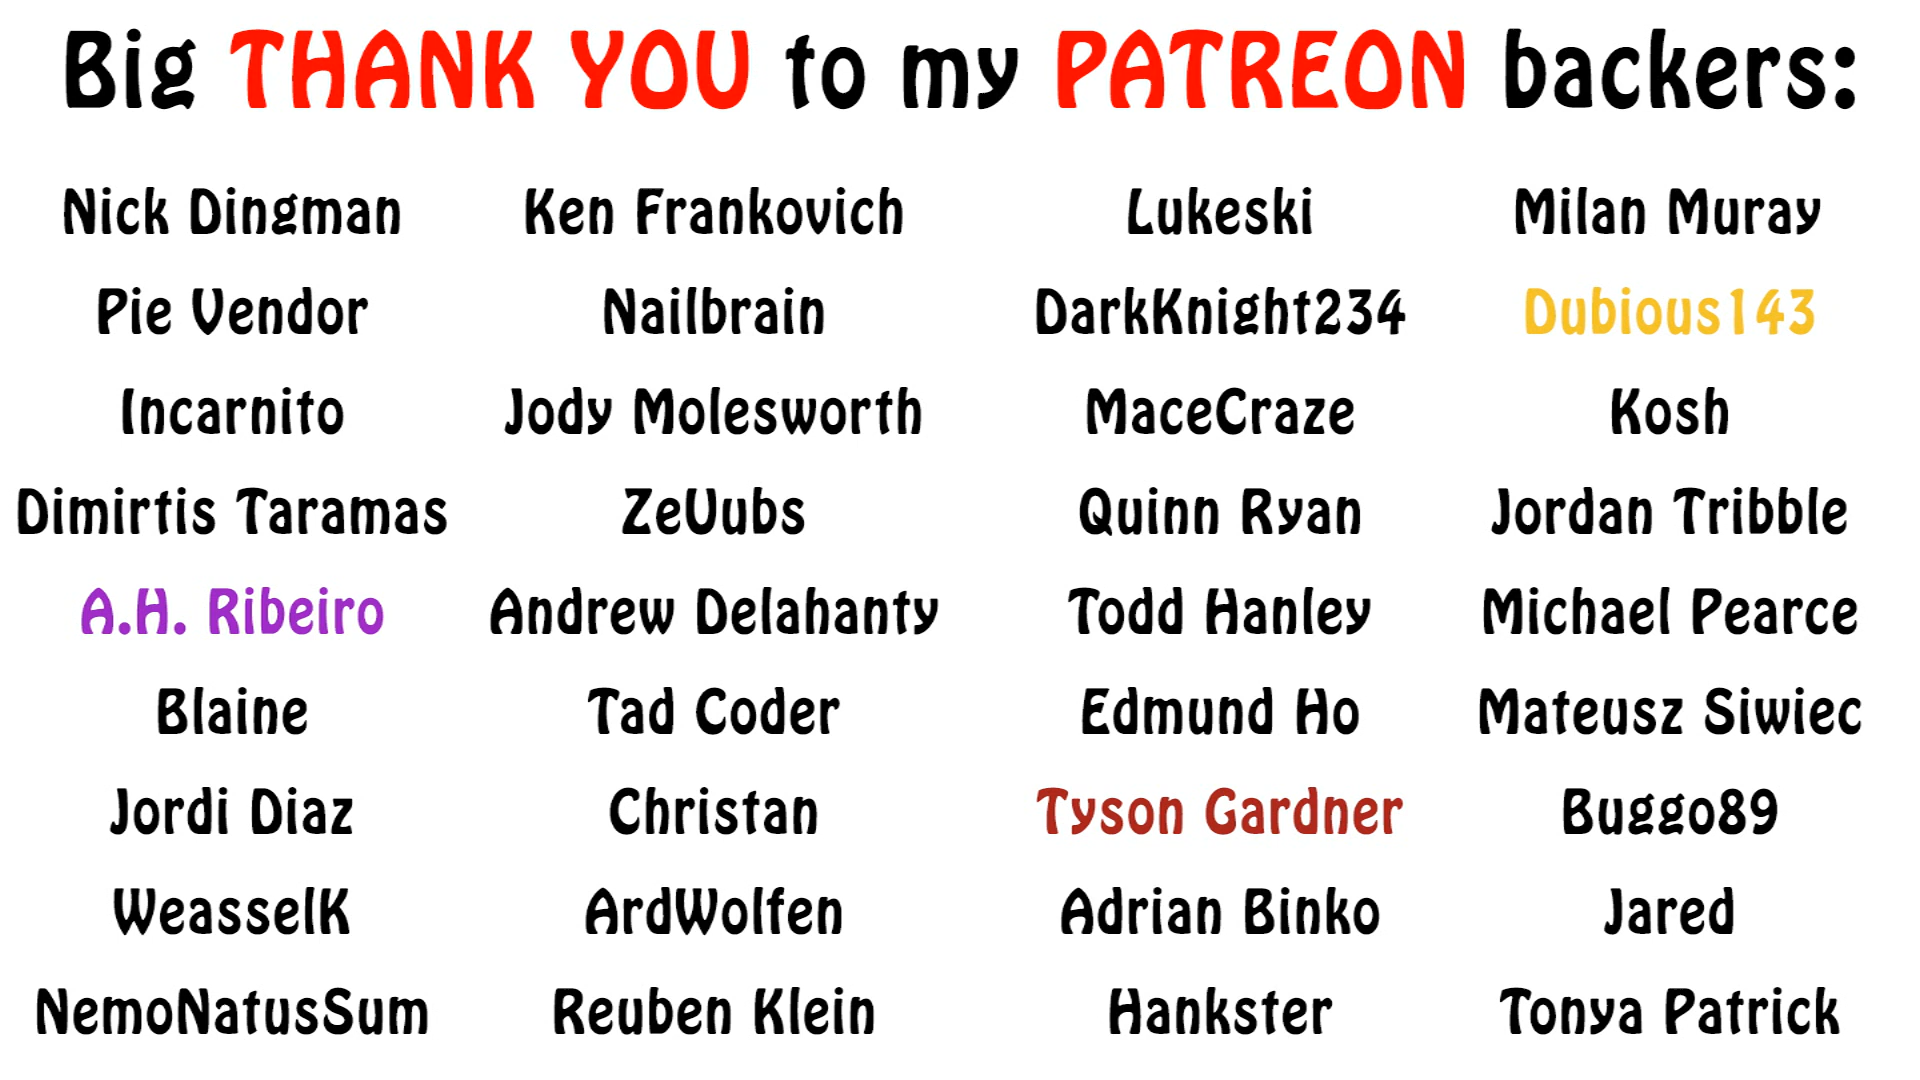 Big THANK YOU to my PATREON backers:
Nick Dingman Ken Frankovich Lukeski Milan Muray
Pie Vendor Nailbrain DarkKnight234 Dubious143
Incarnito Jody Molesworth MaceCraze Kosh
Dimirtis Taramas ZeUubs Quinn Ryan Jordan Tribble
A.H. Ribeiro Andrew Delahanty Todd Hanley Michael Pearce
Blaine Tad Coder Edmund Ho Mateusz Siwiec
Jordi Diaz Christan Tyson Gardner Buggo89
WeasselK ArdWolfen Adrian Binko Jared
NemoNatusSum Reuben Klein Hankster Tonya Patrick